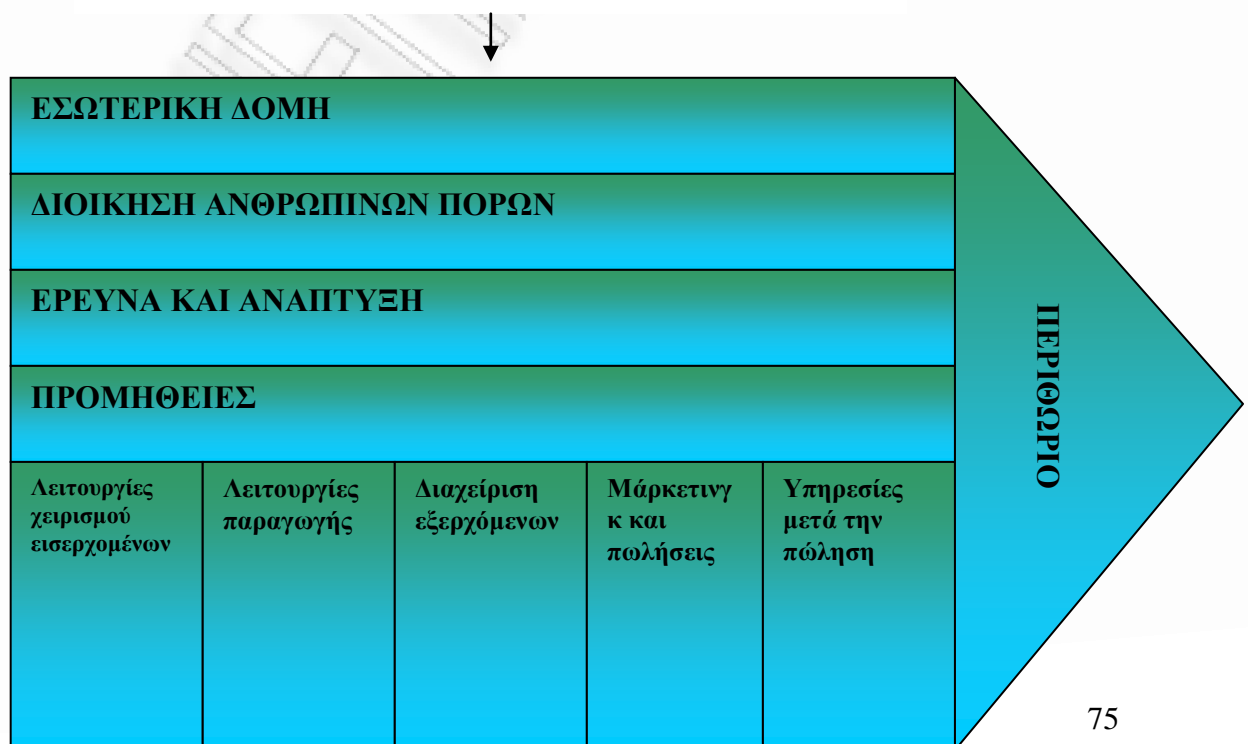 ΕΣΩΤΕΡΙΚΗ ΔΟΜΗ
ΔΙΟΙΚΗΣΗ ΑΝΘΡΩΠΙΝΩΝ ΠΟΡΩΝ
ΕΡΕΥΝΑ ΚΑΙ ΑΝΑΠΤΥΞΗ
ΠΡΟΜΗΘΕΙΕΣ
Λειτουργίες
χειρισμού
εισερχομένων
Λειτουργίες
παραγωγής
Διαχείριση
εξερχόμενων
Μάρκετινγ
κ και
πωλήσεις
Υπηρεσίες
μετά την
πώληση
ΠΕΡΙΘΩΡΙΟ
75